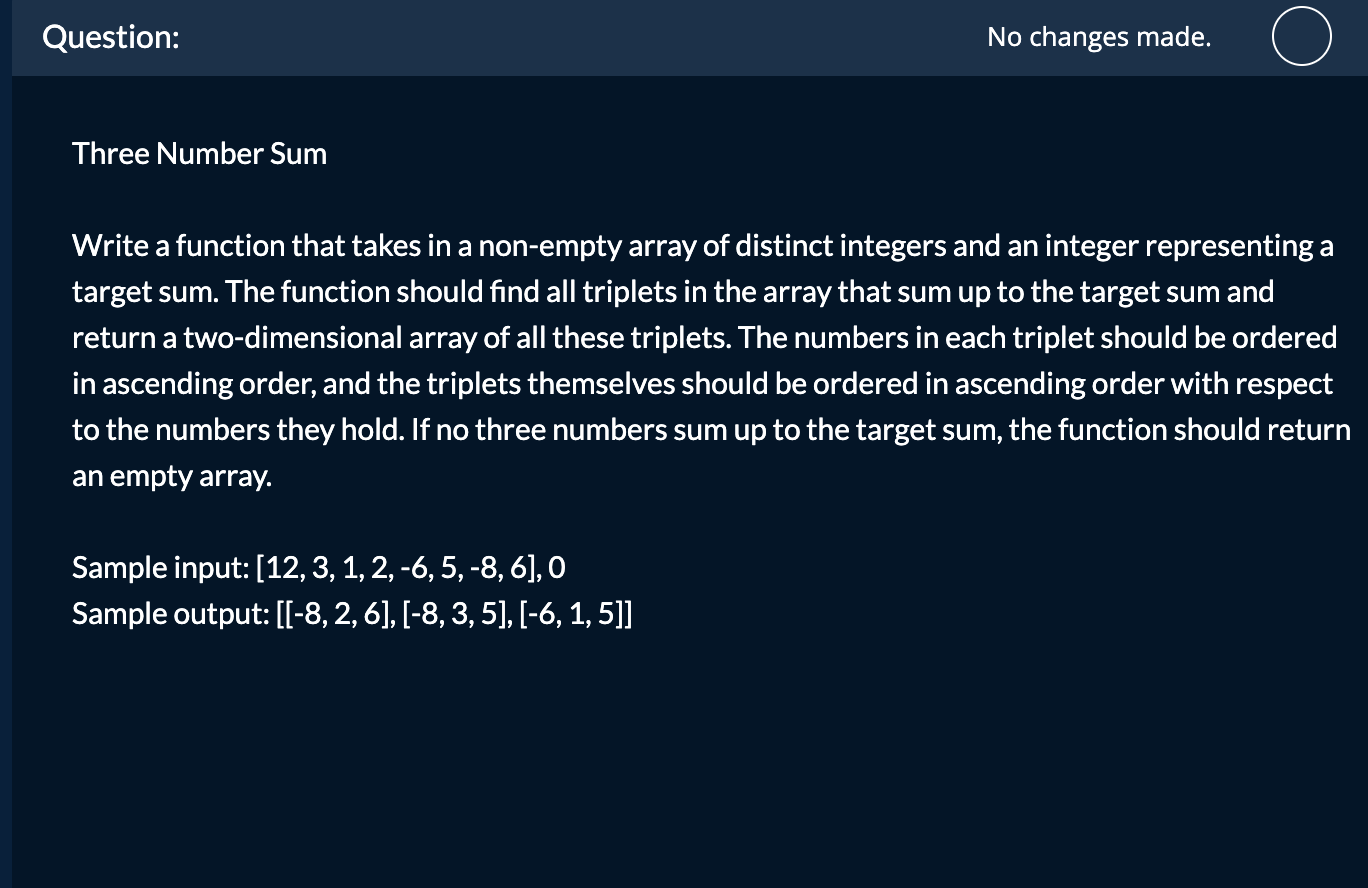 Question:
No changes made.
Three Number Sum
Write a function that takes in a non-empty array of distinct integers and an integer representing a
target sum. The function should find all triplets in the array that sum up to the target sum and
return a two-dimensional array of all these triplets. The numbers in each triplet should be ordered
in ascending order, and the triplets themselves should be ordered in ascending order with respect
to the numbers they hold. If no three numbers sum up to the target sum, the function should return
an empty array.
Sample input: [12, 3, 1, 2, -6, 5, -8, 6], 0
Sample output: [[-8, 2, 6], [-8, 3, 5], [-6, 1, 5]]